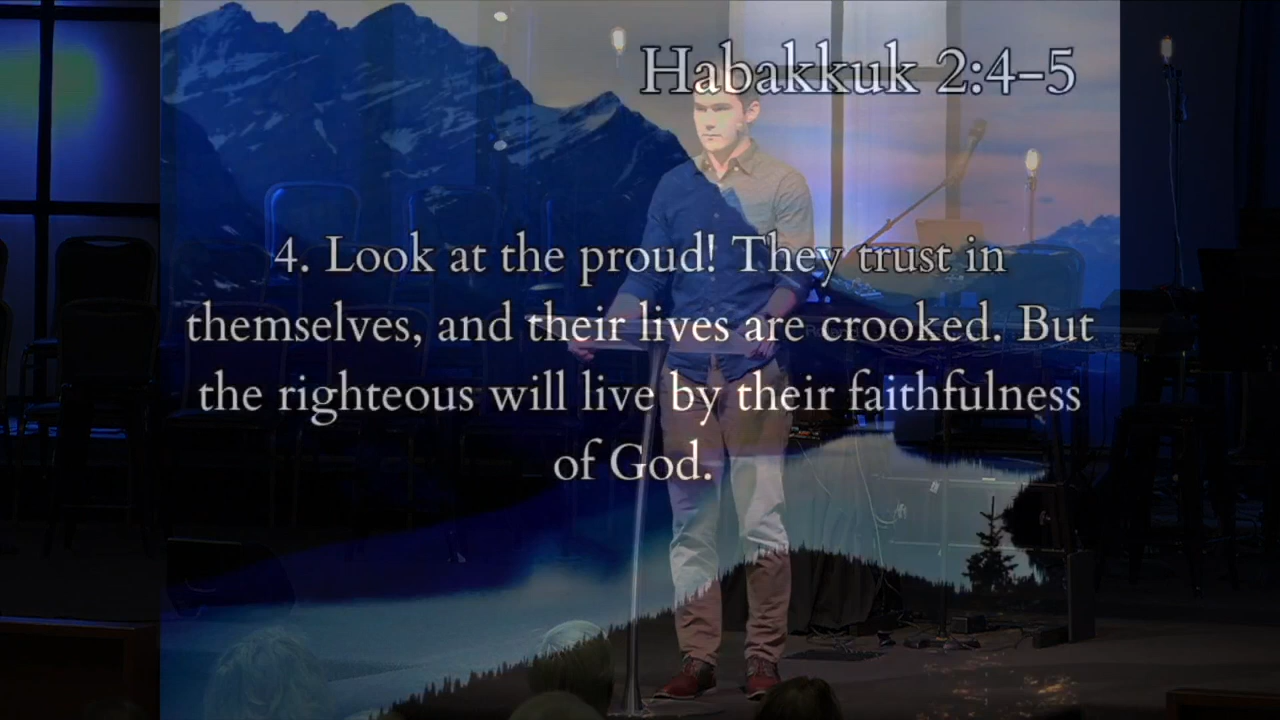 Habakkuk 2:4-5
4. Look at the proud! They trust in
themselves, and their lives are crooked. But
the righteous will live by their faithfulness
of God.